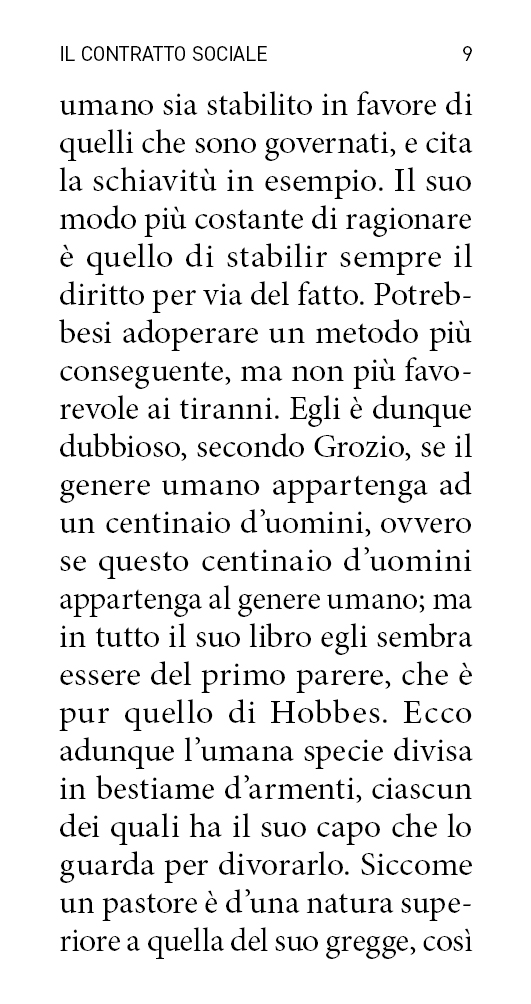 IL CONTRATTO SOCIALE 9
umano sia stabilito in favore di
quelli che sono governati, e cita
la schiavitù in esempio. Il suo
modo più costante di ragionare
è quello di stabilir sempre il
diritto per via del fatto. Potreb-
besi adoperare un metodo più
conseguente, ma non più favo-
revole ai tiranni. Egli è dunque
dubbioso, secondo Grozio, se il
genere umano appartenga ad
un centinaio d’uomini, ovvero
se questo centinaio d’uomini
appartenga al genere umano; ma
in tutto il suo libro egli sembra
essere del primo parere, che è
pur quello di Hobbes. Ecco
adunque l’umana specie divisa
in bestiame d’armenti, ciascun
dei quali ha il suo capo che lo
guarda per divorarlo. Siccome
un pastore è d’una natura supe-
riore a quella del suo gregge, così